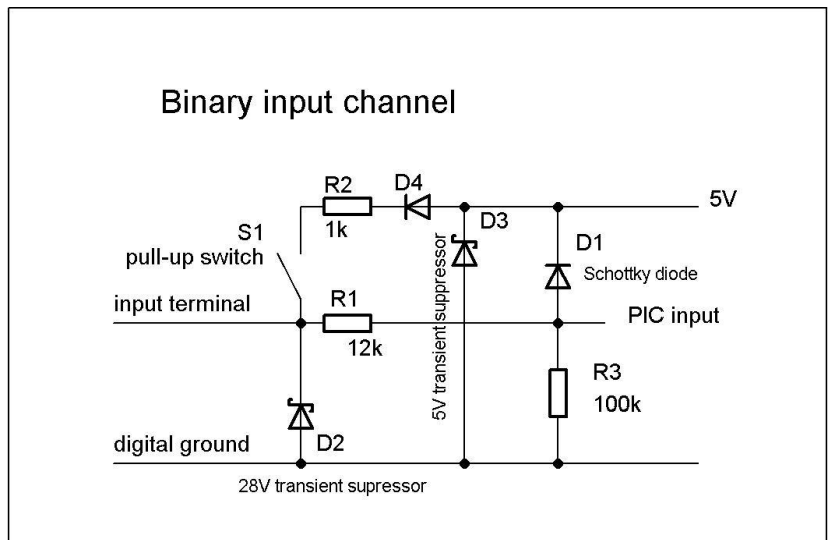 Binary input channel
R2
D4
5V
1k
D3
S1
D1
pull-up switch
Schottky diode
5V transient suppressor
input terminal
R1
PIC input
12k
R3
100k
digital ground
D2
28V transient supressor